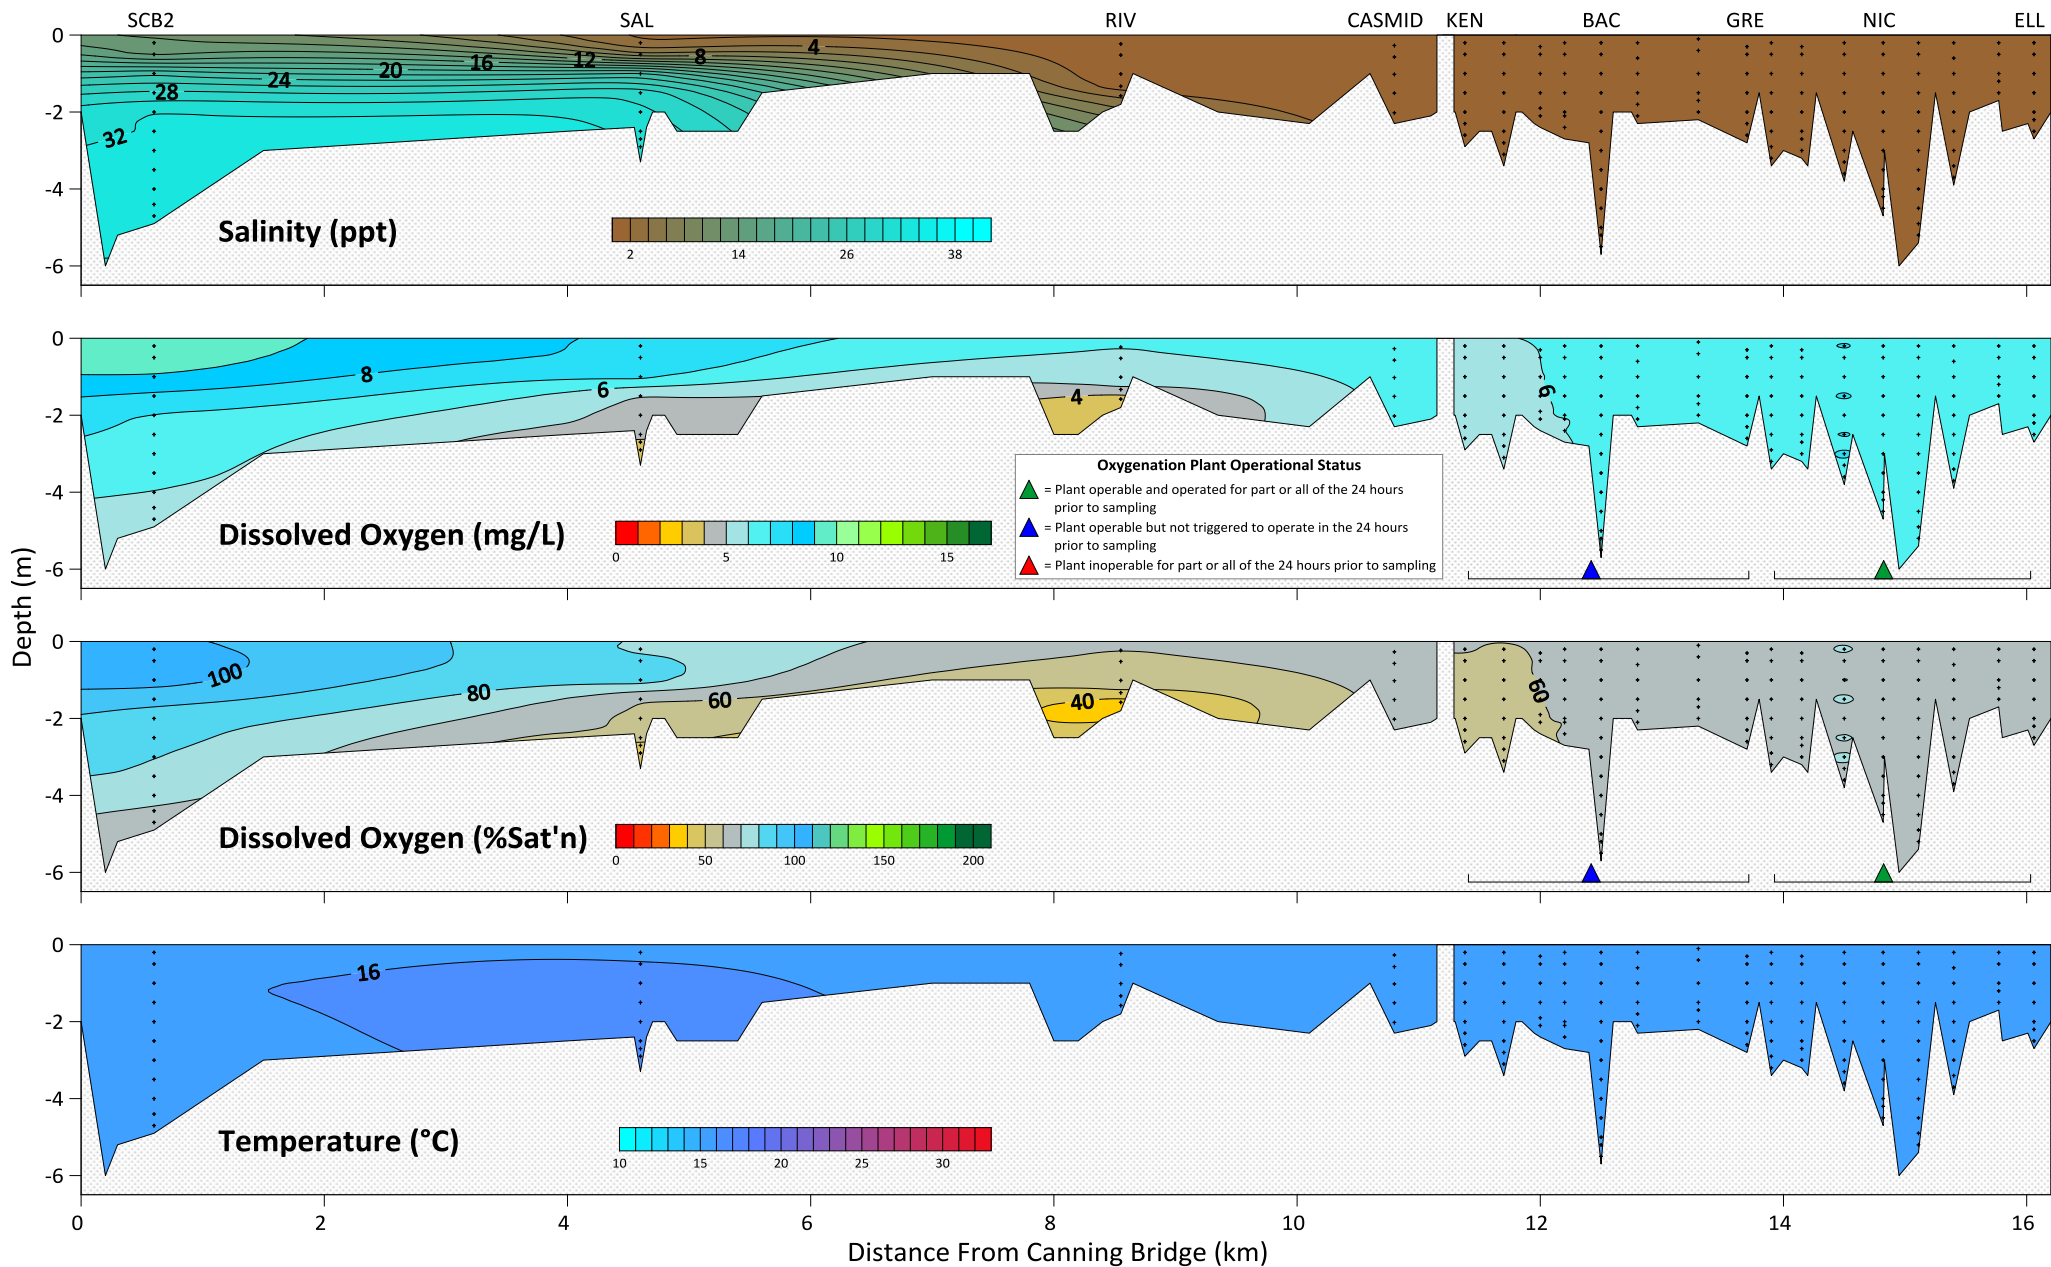 SCB2 SAL RIV CASMID KEN BAC GRE NIC ELL
0
4
8
12
16
20
24
28
-2
32
-4
Salinity (ppt)
2 14 26 38
-6
0
8
6
4
6
-2
Oxygenation Plant Operational Status
= Plant operable and operated for part or all of the 24 hours
prior to sampling
-4
= Plant operable but not triggered to operate in the 24 hours
prior to sampling
Dissolved Oxygen (mg/L)
0 5 10 15
= Plant inoperable for part or all of the 24 hours prior to sampling
-6
Depth (m)
0
100
80
60
40
60
-2
-4
Dissolved Oxygen (%Sat'n)
0 50 100 150 200
-6
0
16
-2
-4
Temperature (°C)
10 15 20 25 30
-6
0 2 4 6 8 10 12 14 16
Distance From Canning Bridge (km)